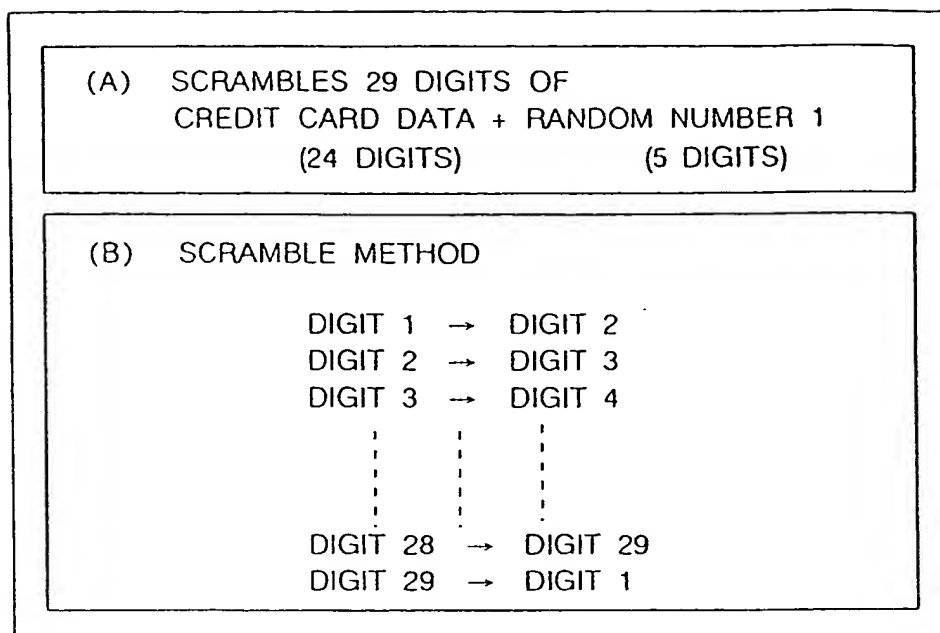 (A) SCRAMBLES 29 DIGITS OF
CREDIT CARD DATA + RANDOM NUMBER 1
(24 DIGITS) (5 DIGITS)
(B) SCRAMBLE METHOD
DIGIT 1 → DIGIT 2
DIGIT 2 → DIGIT 3
DIGIT 3 → DIGIT 4
DIGIT 28 → DIGIT 29
DIGIT 29 → DIGIT 1